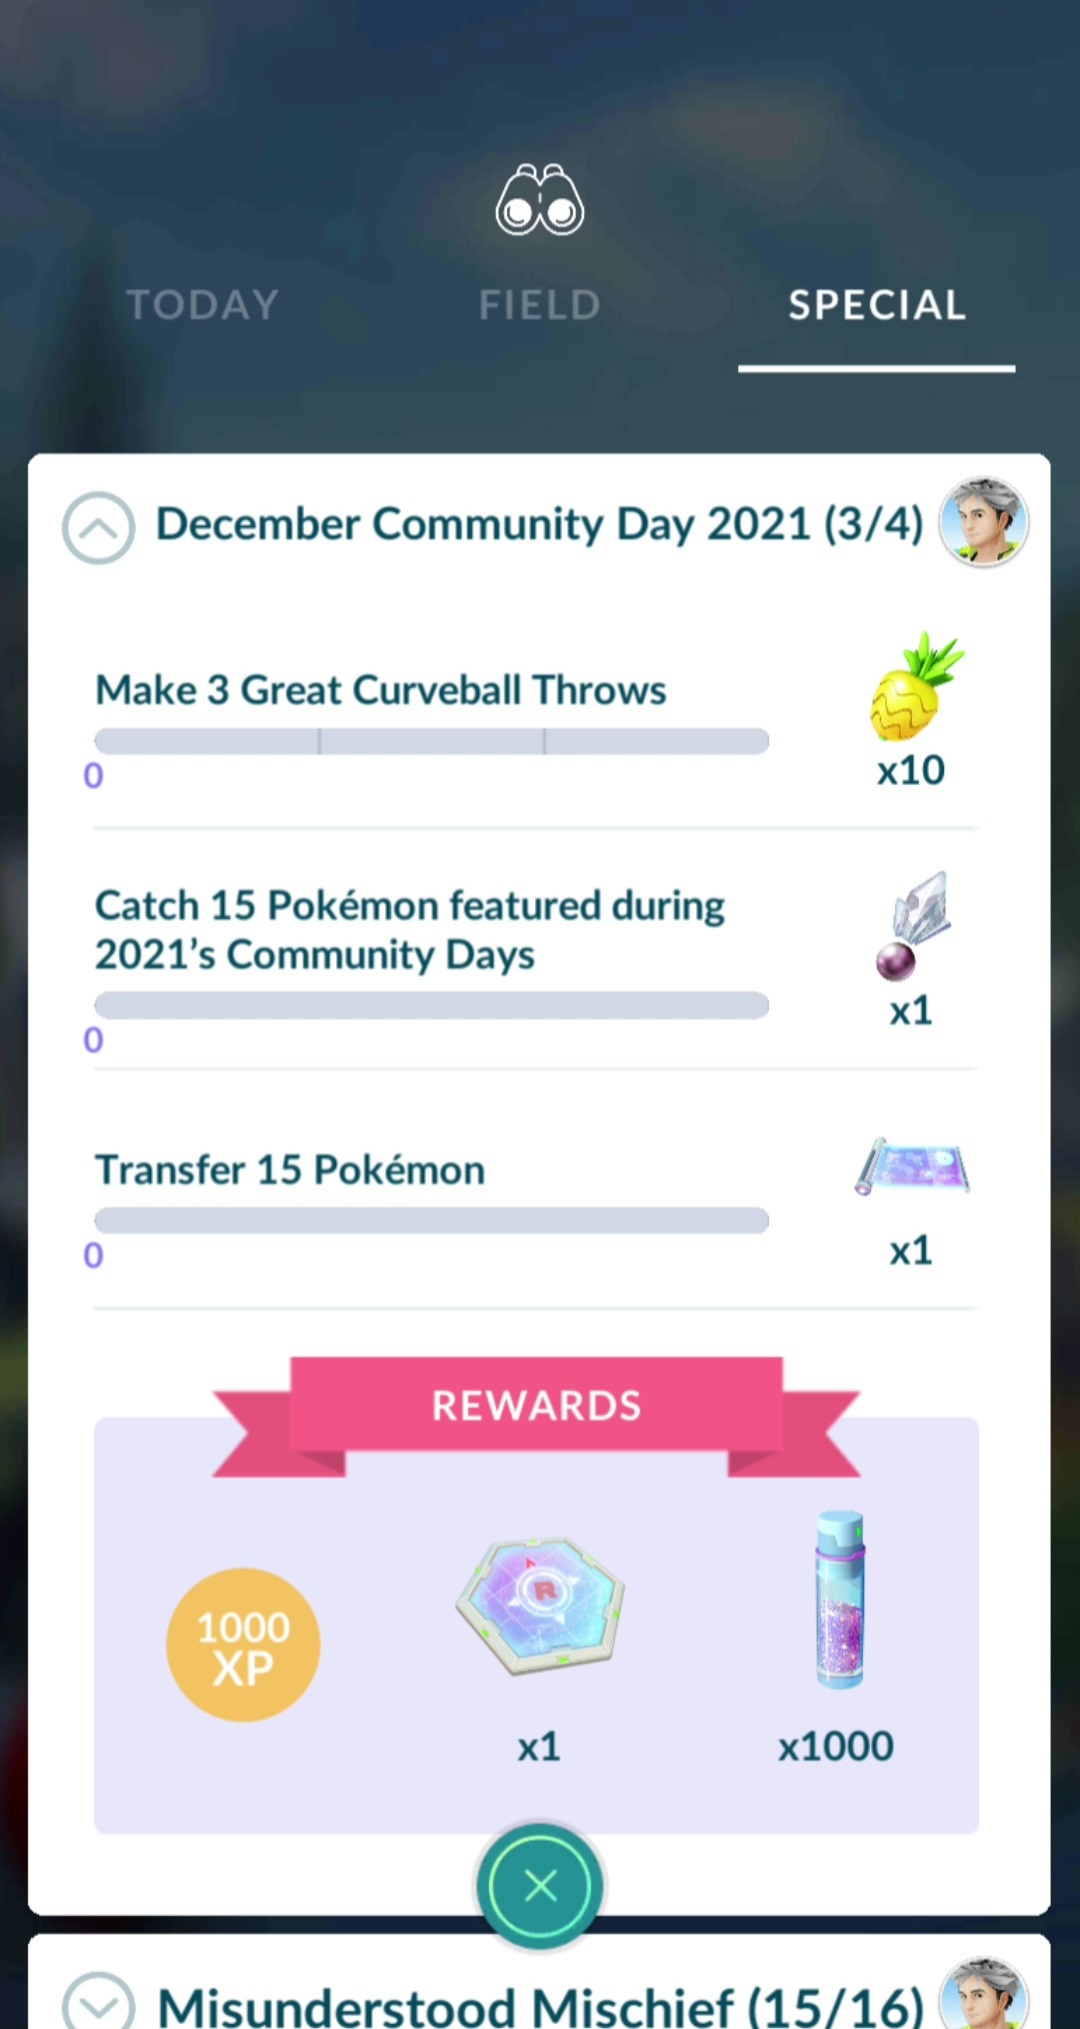 TODAY
FIELD
SPECIAL
December Community Day 2021 (3/4)
Make 3 Great Curveball Throws
0
x10
Catch 15 Pokémon featured during
2021’s Community Days
0
x1
Transfer 15 Pokémon
0
x1
REWARDS
1000
XP
R
x1
x1000
Misunderstood Mischief (15/16)